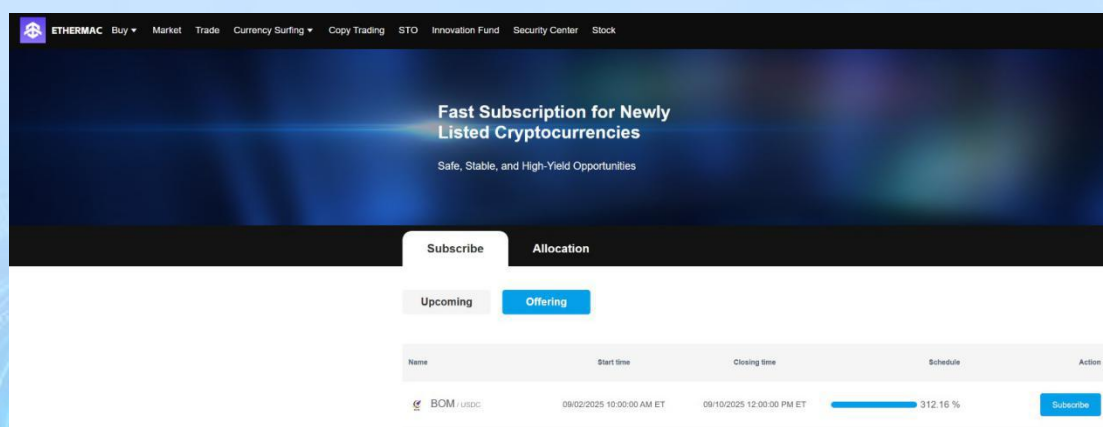 ETHERMAC Buy Market Trade Currency Surfing Copy Trading STO Innovation Fund Security Center Stock
Fast Subscription for Newly
Listed Cryptocurrencies
Safe, Stable, and High-Yield Opportunities
Subscribe Allocation
Upcoming Offering
Name Start time Closing time Schedule Action
BOM / USDC 09/02/2025 10:00:00 AM ET 09/10/2025 12:00:00 PM ET 312.16 % Subscribe